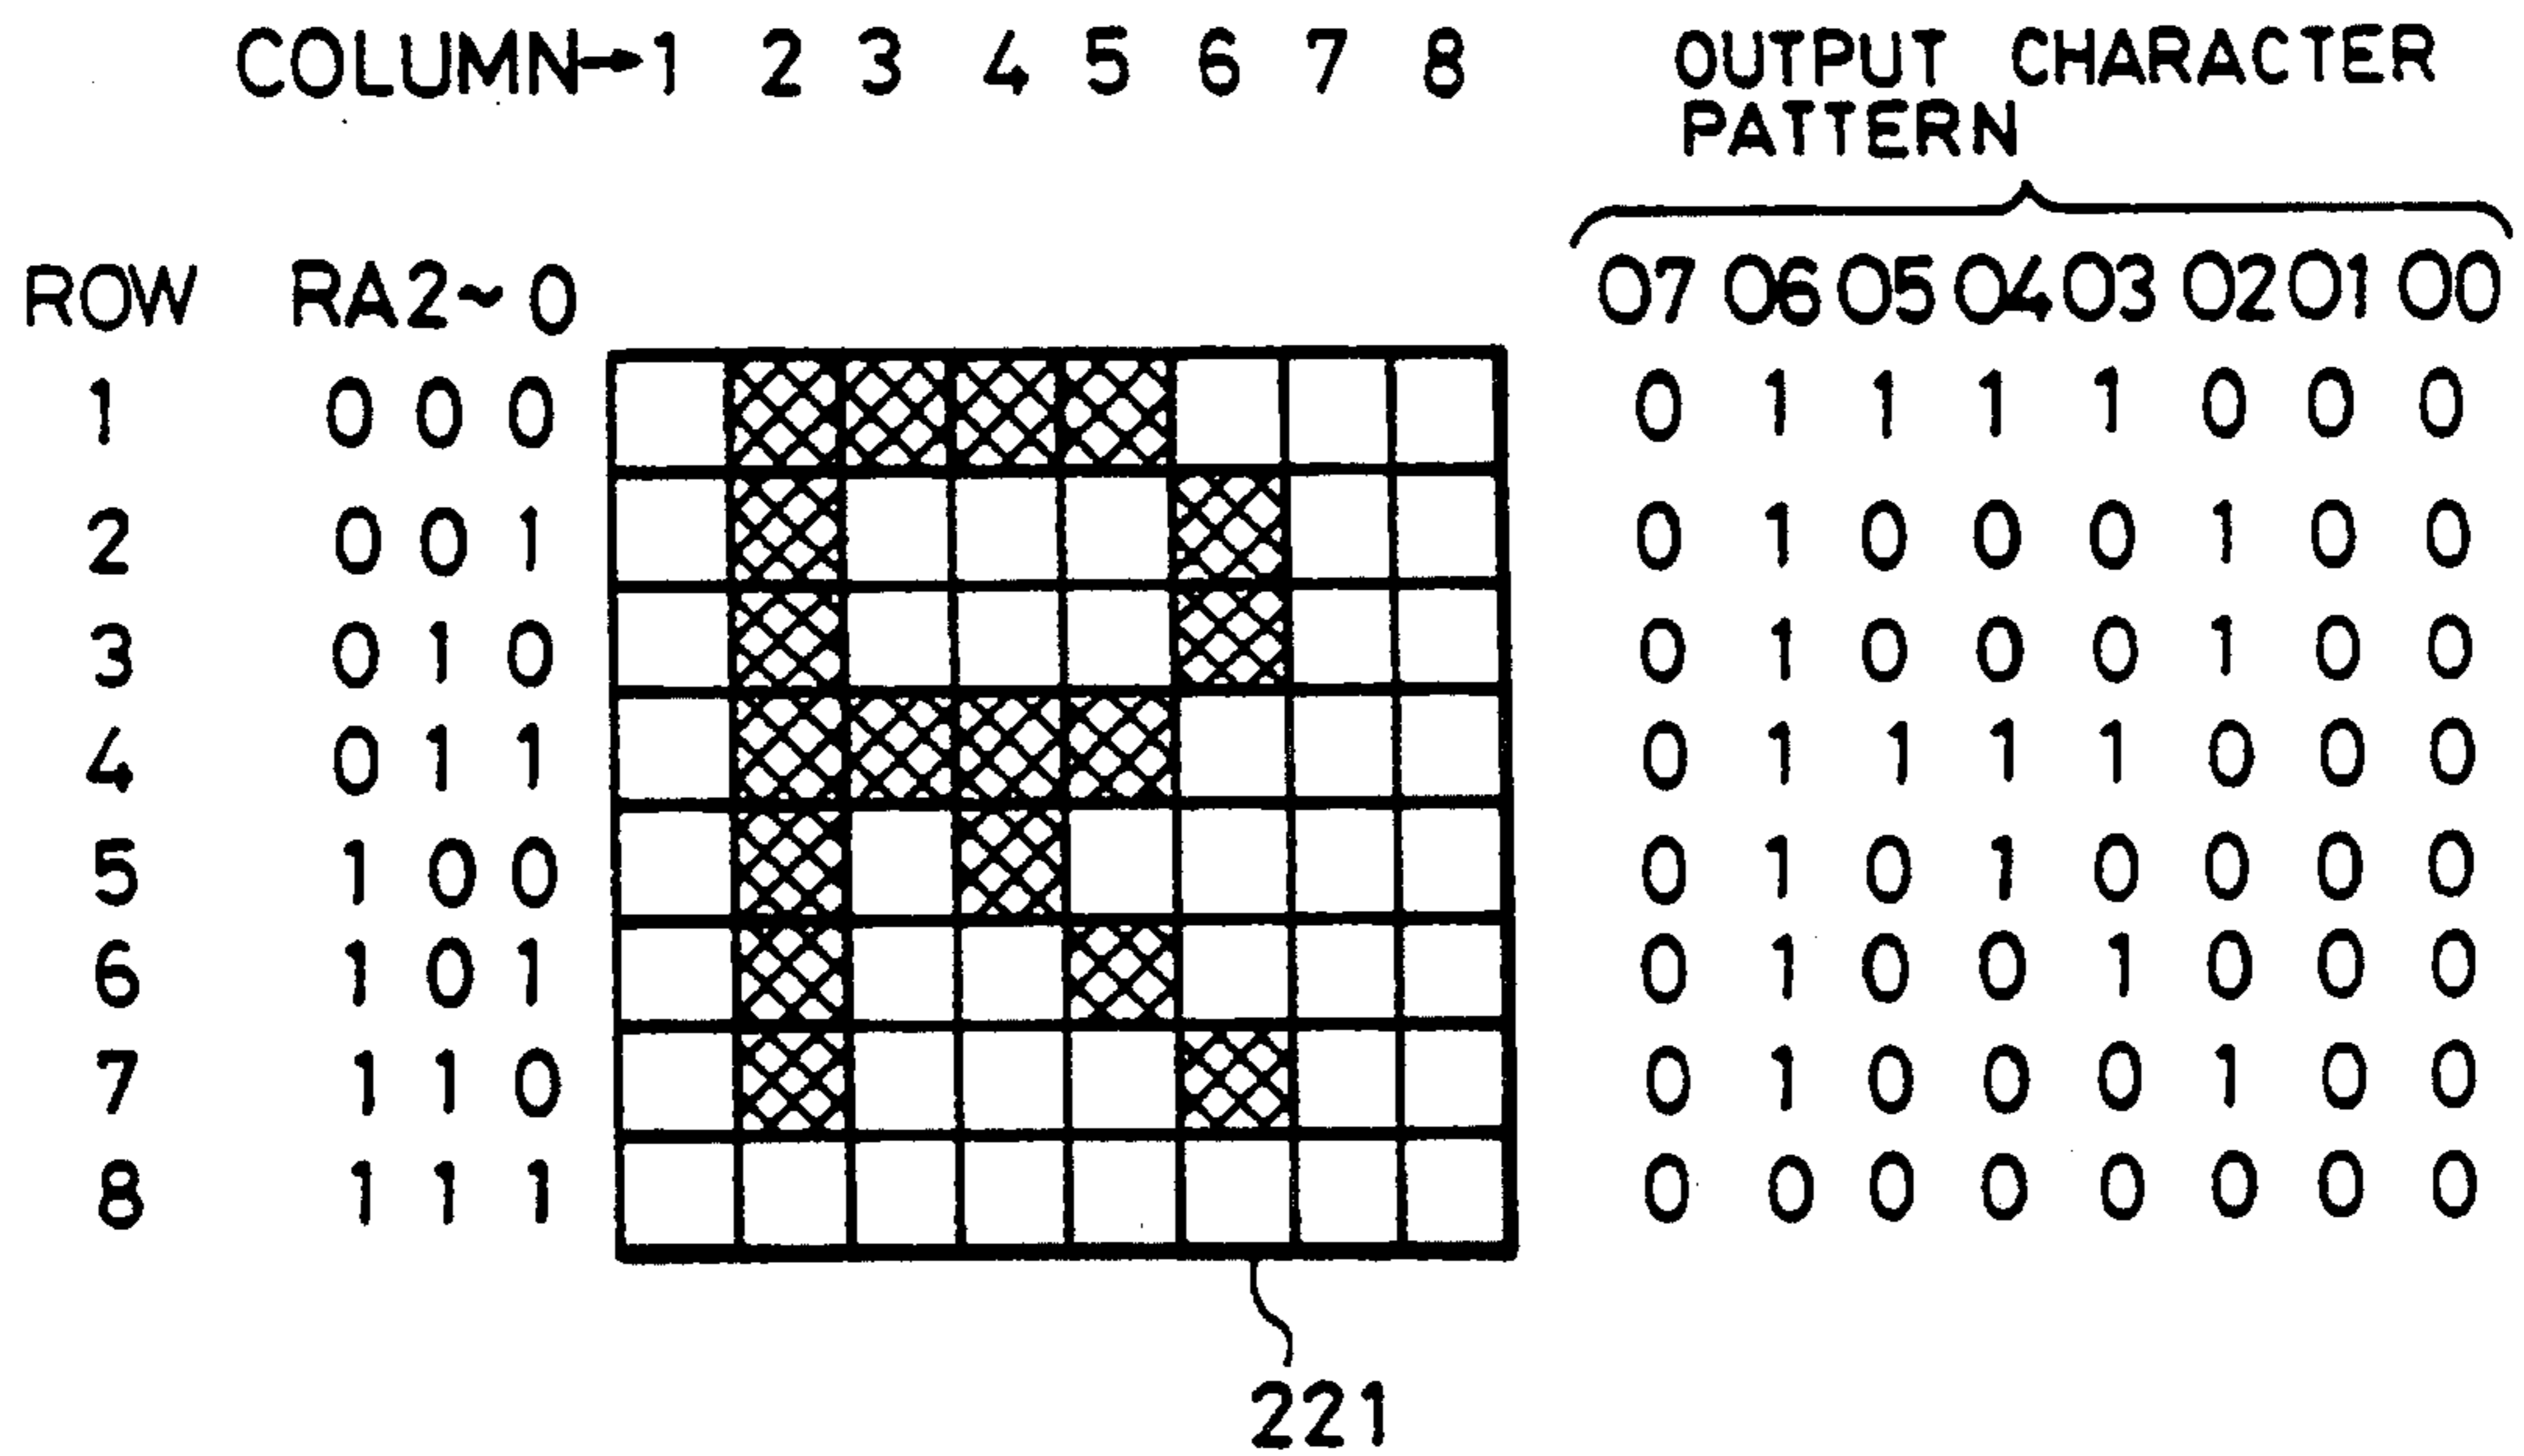 COLUMN→1 2 3 4 5 6 7 8 OUTPUT CHARACTER
PATTERN
ROW RA2~0 07 06 05 04 03 02 01 00
1 0 0 0 0 1 1 1 1 0 0 0
2 0 0 1 0 1 0 0 0 1 0 0
3 0 1 0 0 1 0 0 0 1 0 0
4 0 1 1 0 1 1 1 1 0 0 0
5 1 0 0 0 1 0 1 0 0 0 0
6 1 0 1 0 1 0 0 1 0 0 0
7 1 1 0 0 1 0 0 0 1 0 0
8 1 1 1 0 0 0 0 0 0 0 0
221